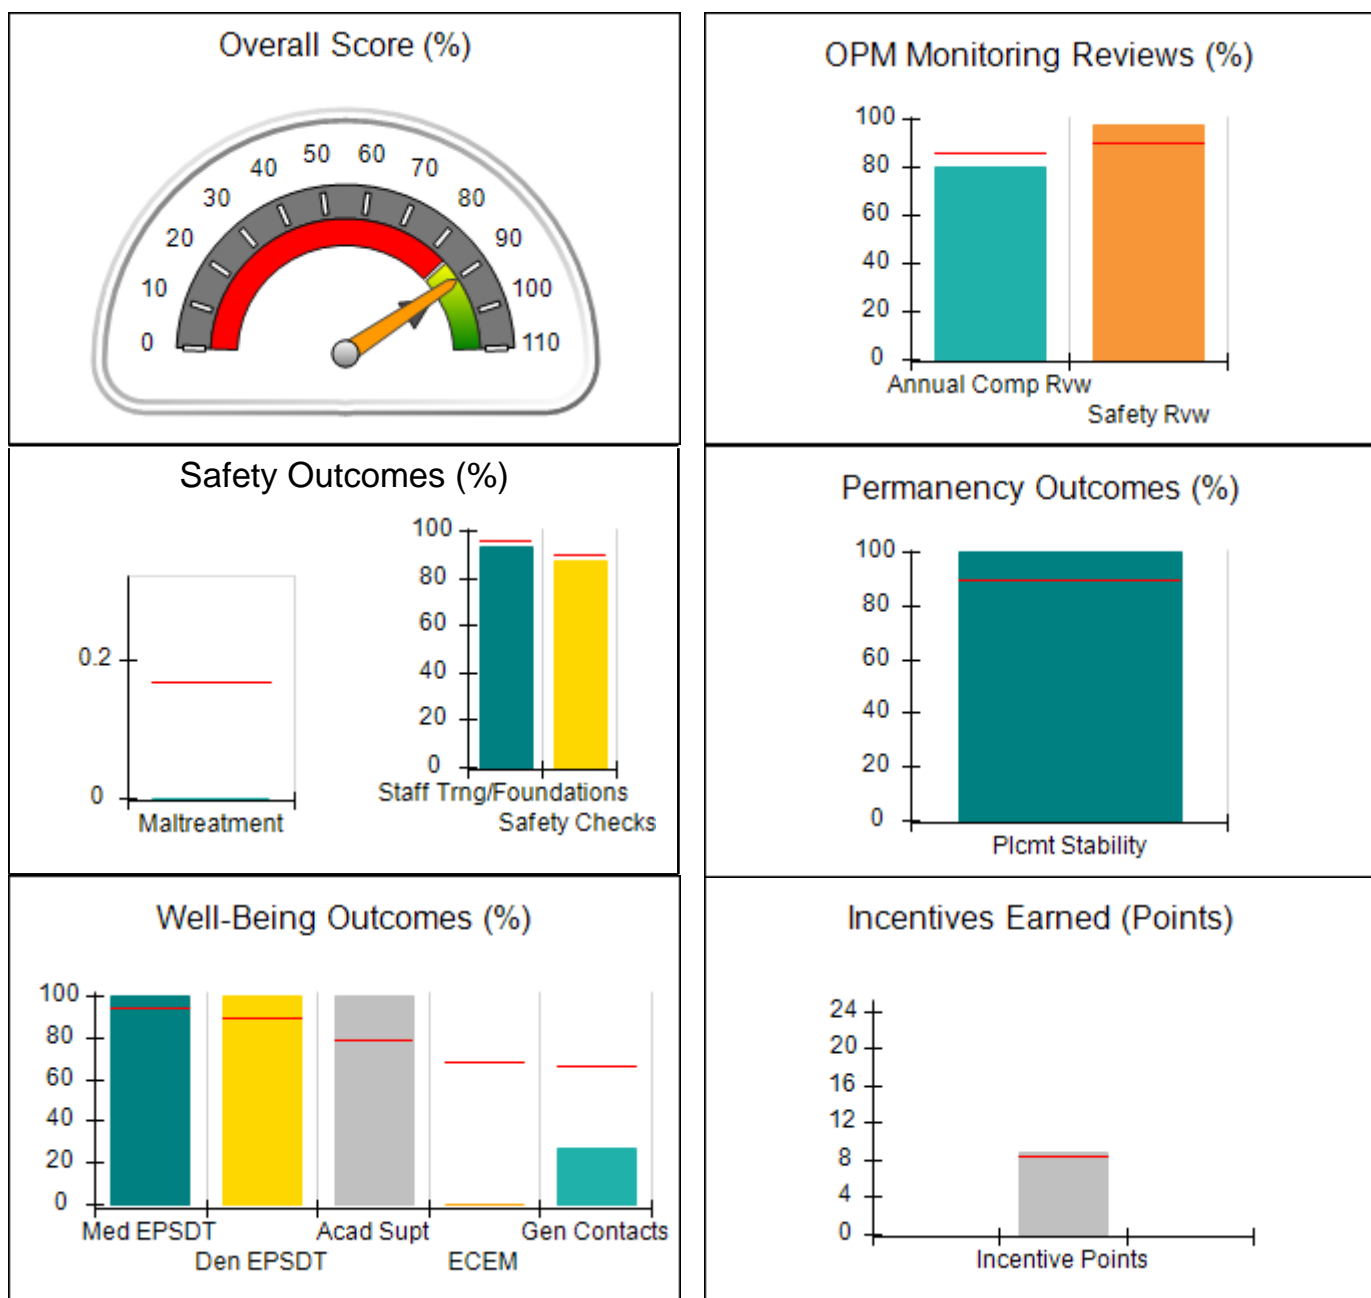 Overall Score (%)
0
10
20
30
40
50
60
70
80
90
100
110
OPM Monitoring Reviews (%)
100
80
60
40
20
0
Annual Comp Rvw
Safety Rvw
Safety Outcomes (%)
0.2
0
Maltreatment
100
80
60
40
20
0
Staff Trng/Foundations
Safety Checks
Permanency Outcomes (%)
100
80
60
40
20
0
Plcmt Stability
Well-Being Outcomes (%)
100
80
60
40
20
0
Med EPSDT
Den EPSDT
Acad Supt
ECEM
Gen Contacts
Incentives Earned (Points)
24
20
16
12
8
4
0
Incentive Points